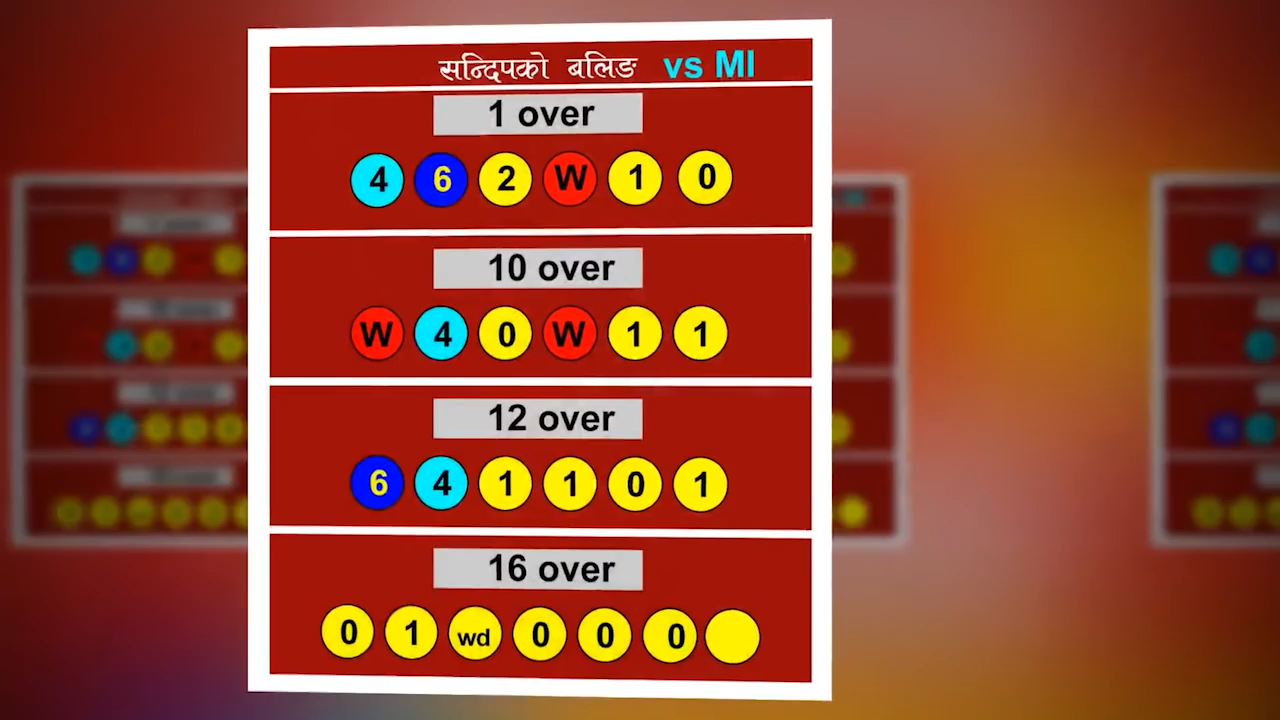 सन्दिपको बलिङ vs MI
1 over
4 6 2 W 1 0
10 over
W 4 0 W 1 1
12 over
6 4 1 1 0 1
16 over
0 1 wd 0 0 0